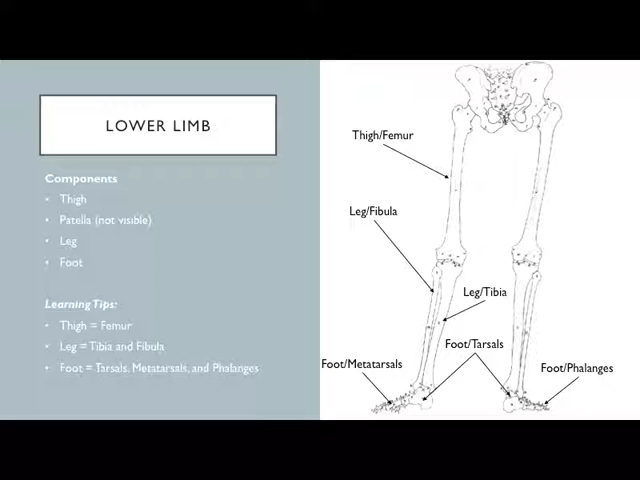 LOWER LIMB
Components
• Thigh
• Patella (not visible)
• Leg
• Foot
Learning Tips:
• Thigh = Femur
• Leg = Tibia and Fibula
• Foot = Tarsals, Metatarsals, and Phalanges
Thigh/Femur
Leg/Fibula
Leg/Tibia
Foot/Tarsals
Foot/Metatarsals
Foot/Phalanges